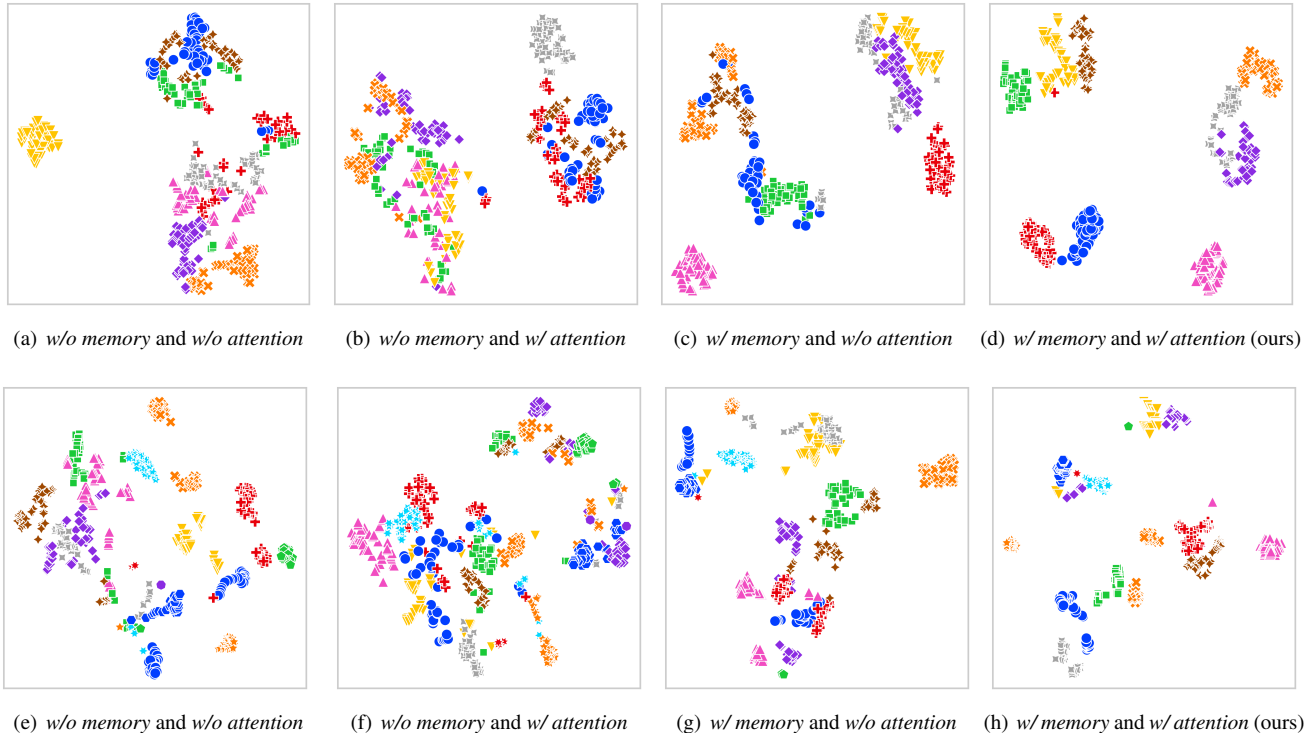 (a) w/o memory and w/o attention
(b) w/o memory and w/ attention
(c) w/ memory and w/o attention
(d) w/ memory and w/ attention (ours)
(e) w/o memory and w/o attention
(f) w/o memory and w/ attention
(g) w/ memory and w/o attention
(h) w/ memory and w/ attention (ours)